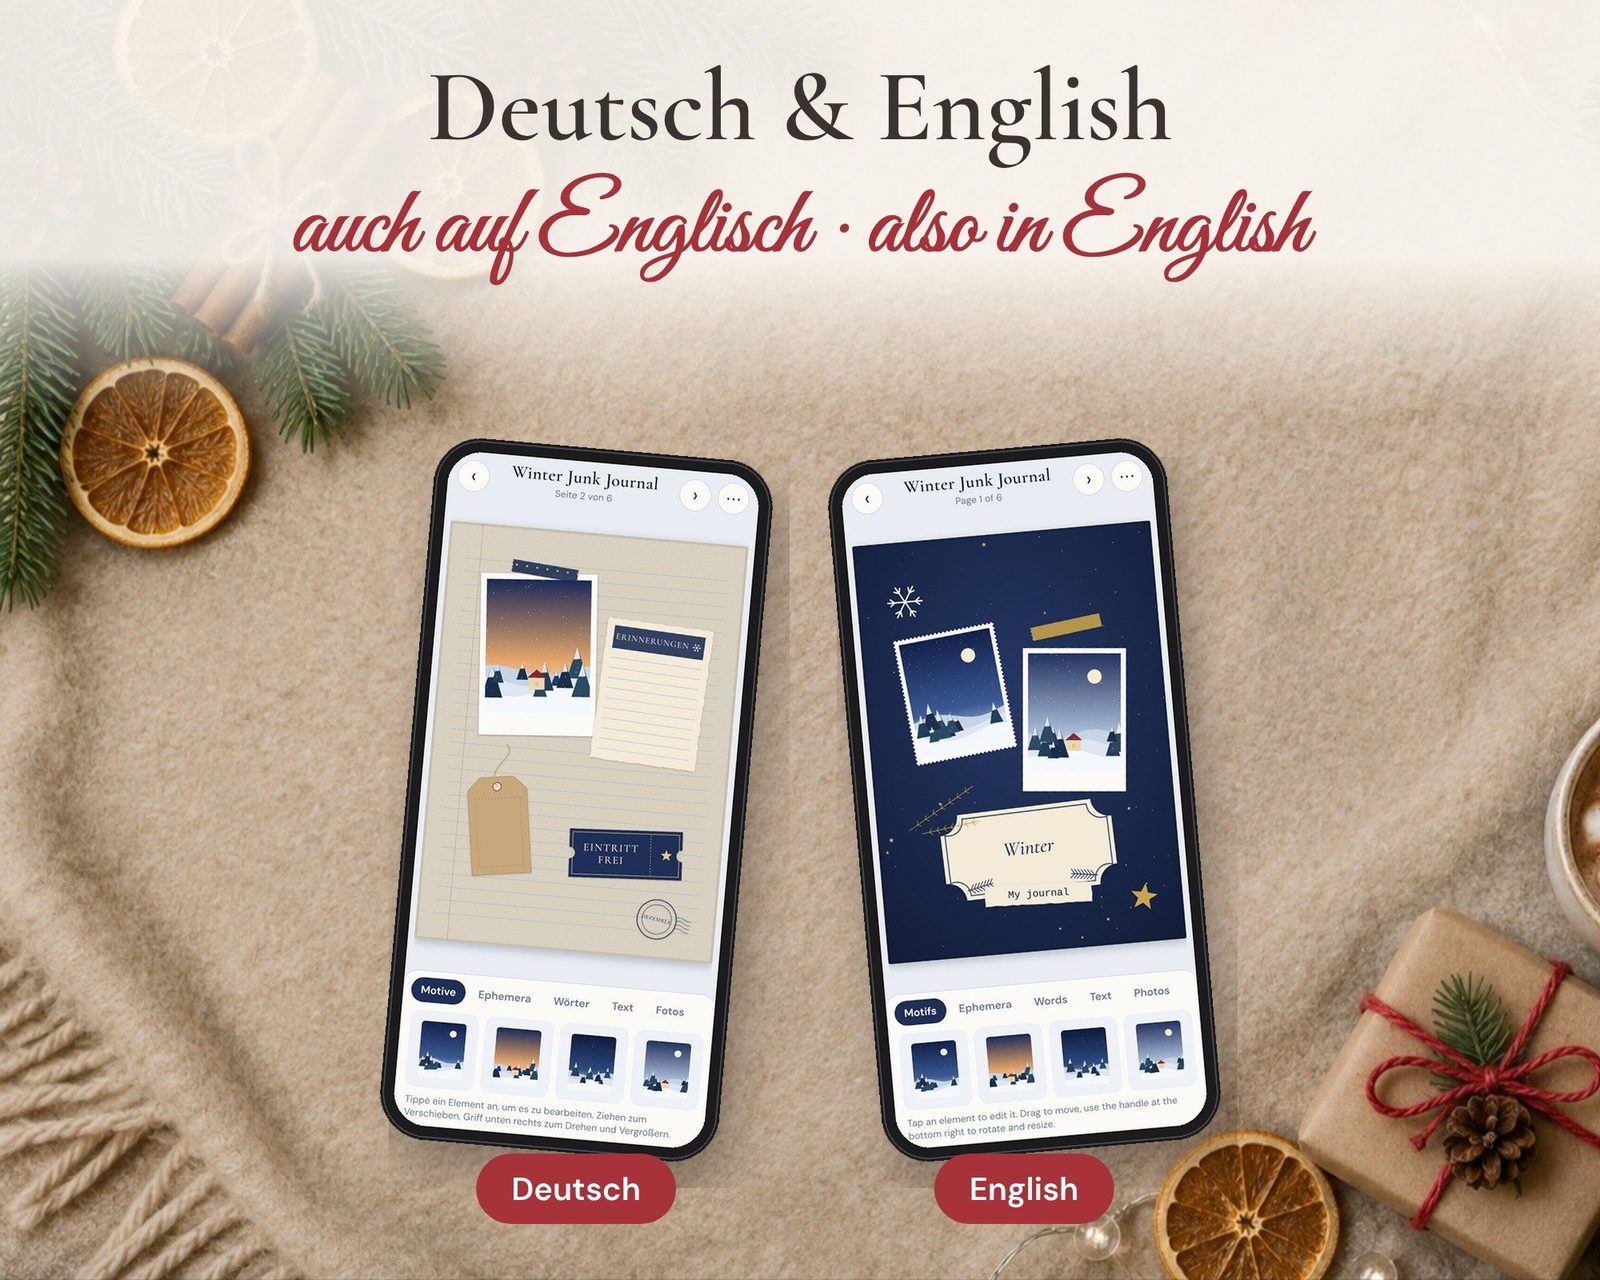 Deutsch & English
auch auf Englisch · also in English
Winter Junk Journal
Seite 2 von 6
ERINNERUNGEN
EINTRITT
FREI
DEZEMBER
Motive Ephemera Wörter Text Fotos
Tippe ein Element an, um es zu bearbeiten. Ziehen zum
Verschieben, Griff unten rechts zum Drehen und Vergrößern.
Deutsch
Winter Junk Journal
Page 1 of 6
Winter
My journal
Motifs Ephemera Words Text Photos
Tap an element to edit it. Drag to move, use the handle at the
bottom right to rotate and resize.
English